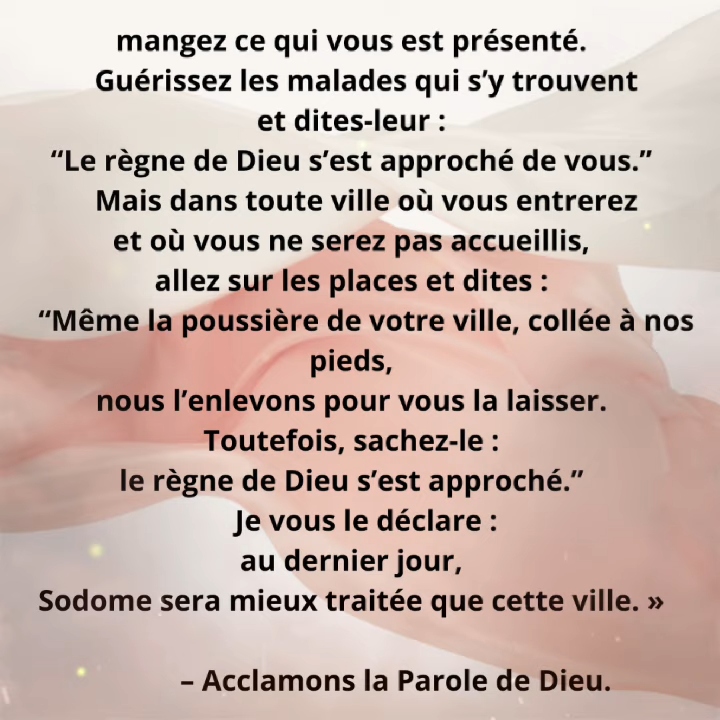 mangez ce qui vous est présenté.
Guérissez les malades qui s’y trouvent
et dites-leur :
“Le règne de Dieu s’est approché de vous.”
Mais dans toute ville où vous entrerez
et où vous ne serez pas accueillis,
allez sur les places et dites :
“Même la poussière de votre ville, collée à nos
pieds,
nous l’enlevons pour vous la laisser.
Toutefois, sachez-le :
le règne de Dieu s’est approché.”
Je vous le déclare :
au dernier jour,
Sodome sera mieux traitée que cette ville. »
– Acclamons la Parole de Dieu.